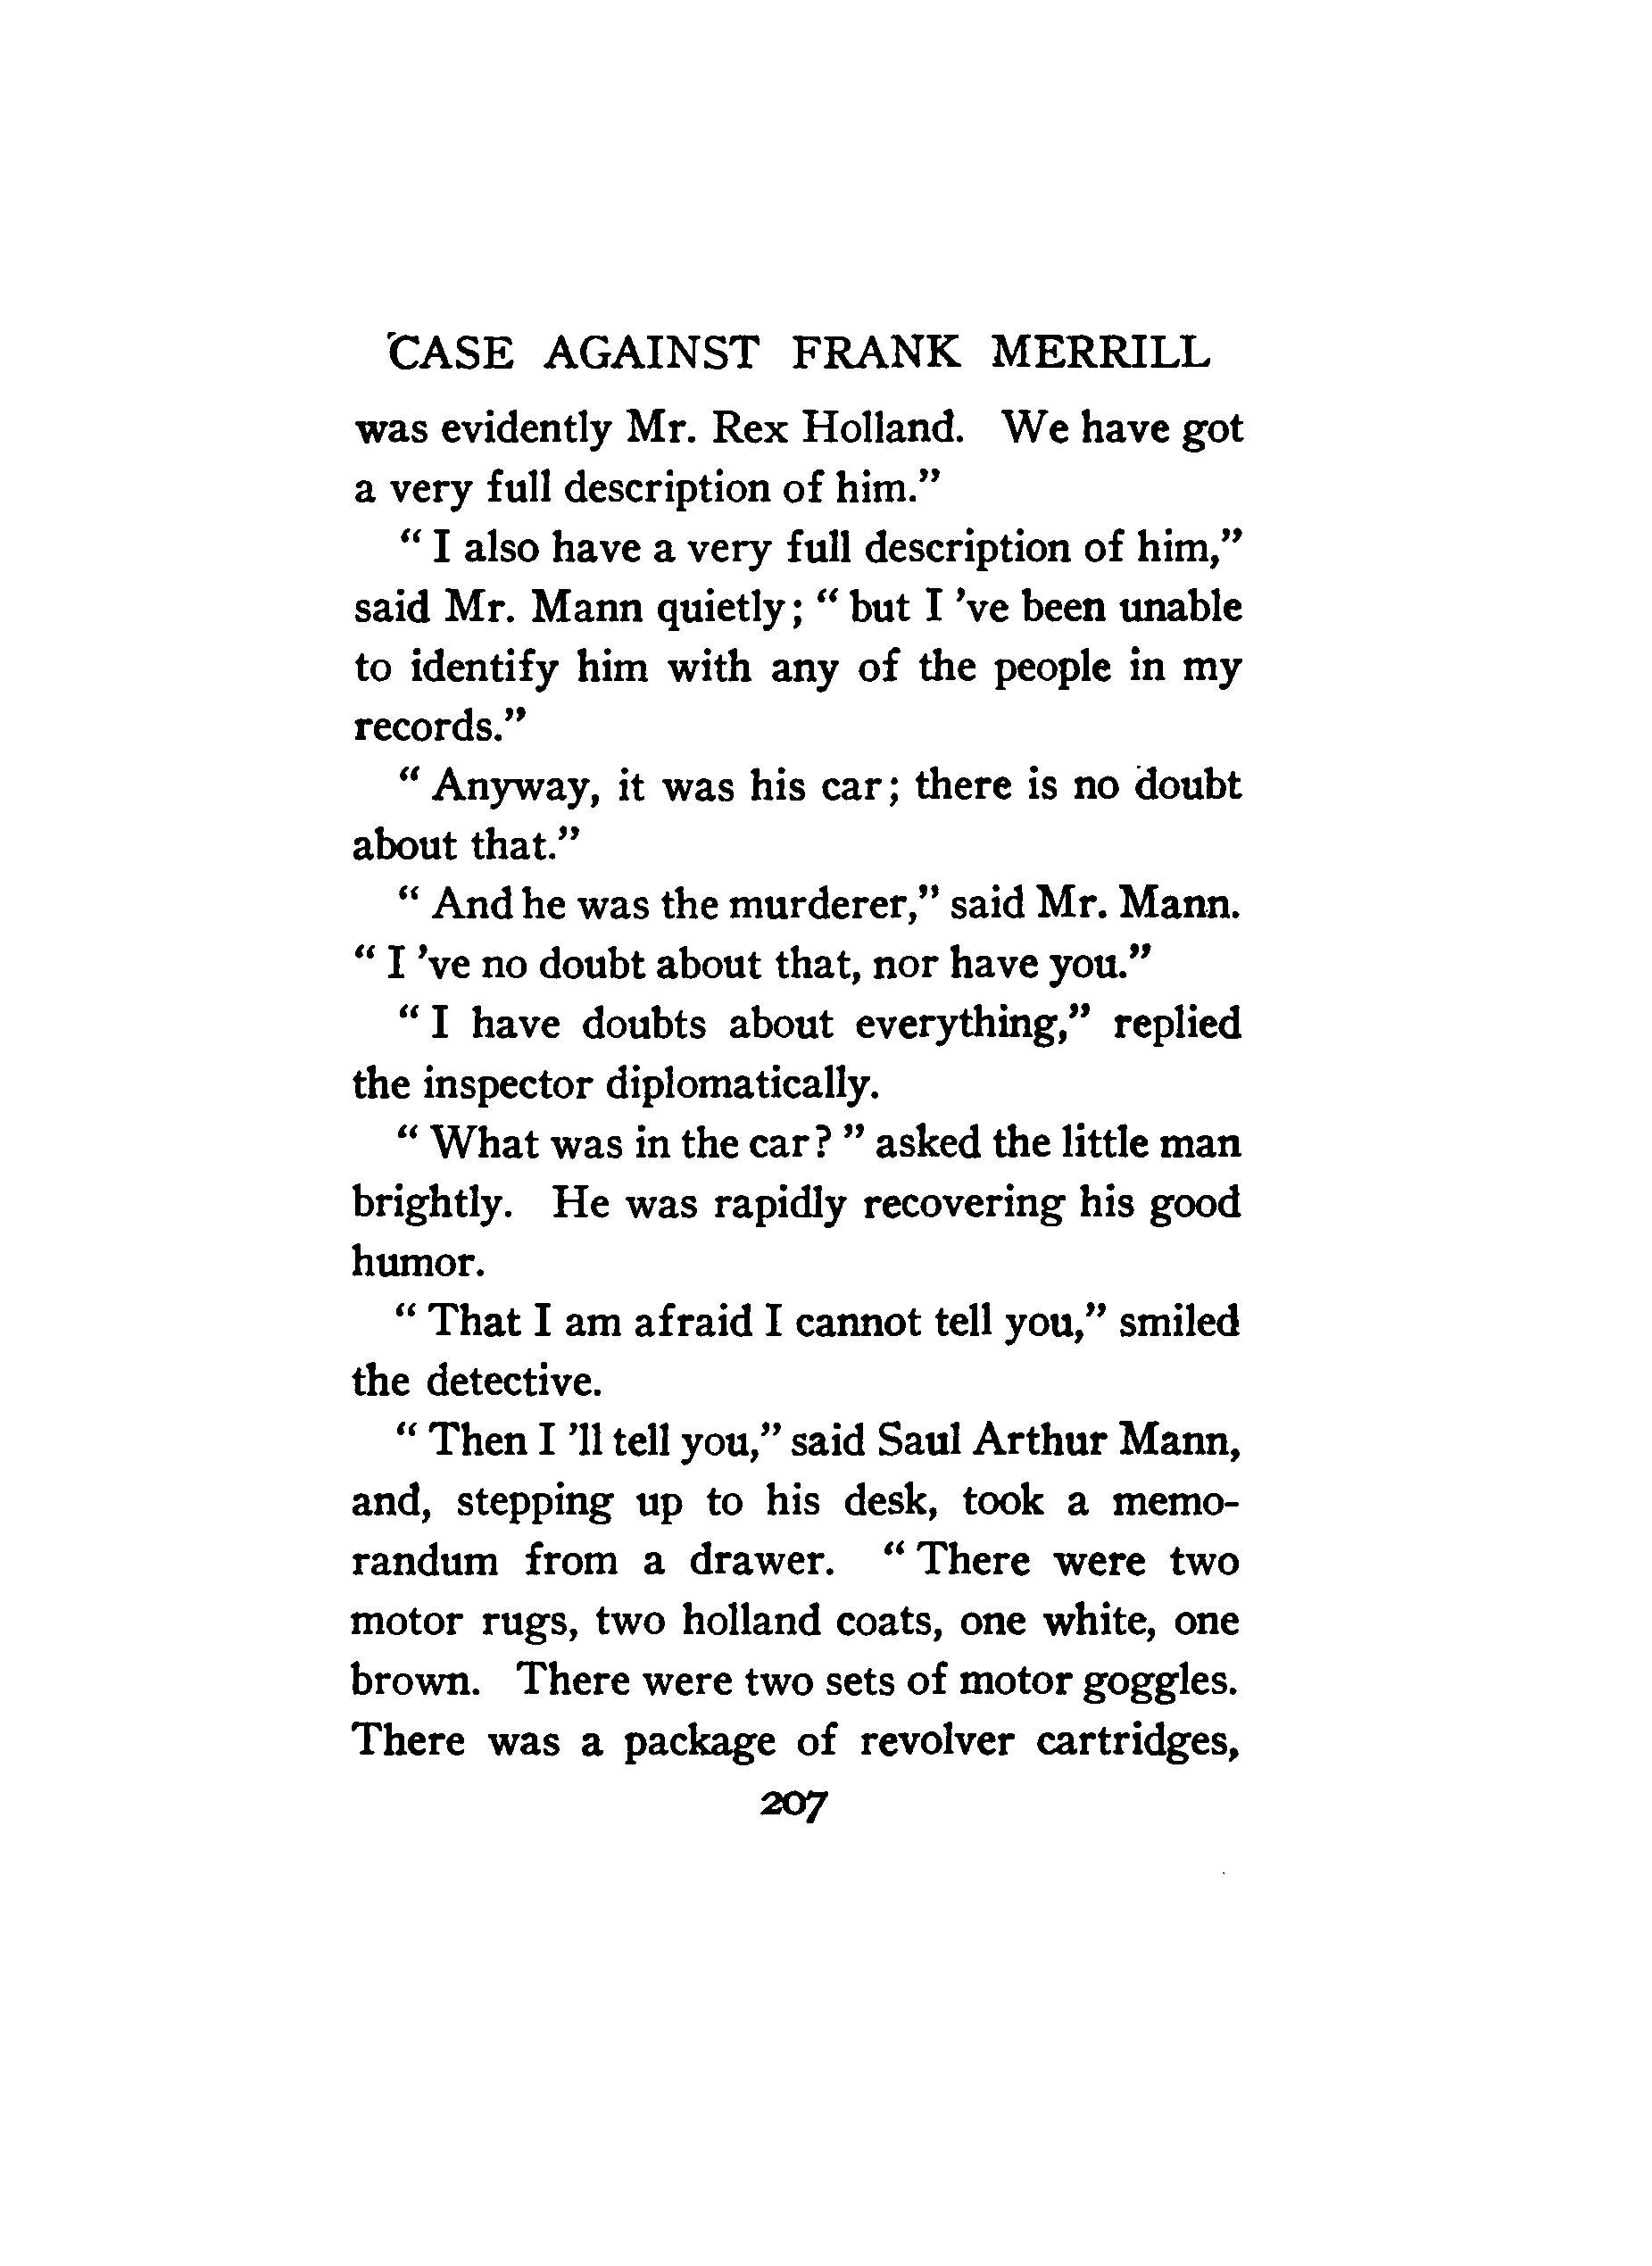 CASE AGAINST FRANK MERRILL
was evidently Mr. Rex Holland. We have got
a very full description of him.”
“ I also have a very full description of him,”
said Mr. Mann quietly; “ but I ’ve been unable
to identify him with any of the people in my
records.”
“ Anyway, it was his car; there is no doubt
about that.”
“ And he was the murderer,” said Mr. Mann.
“ I ’ve no doubt about that, nor have you.”
“ I have doubts about everything,” replied
the inspector diplomatically.
“ What was in the car? ” asked the little man
brightly. He was rapidly recovering his good
humor.
“ That I am afraid I cannot tell you,” smiled
the detective.
“ Then I ’ll tell you,” said Saul Arthur Mann,
and, stepping up to his desk, took a memo-
randum from a drawer. “ There were two
motor rugs, two holland coats, one white, one
brown. There were two sets of motor goggles.
There was a package of revolver cartridges,
207